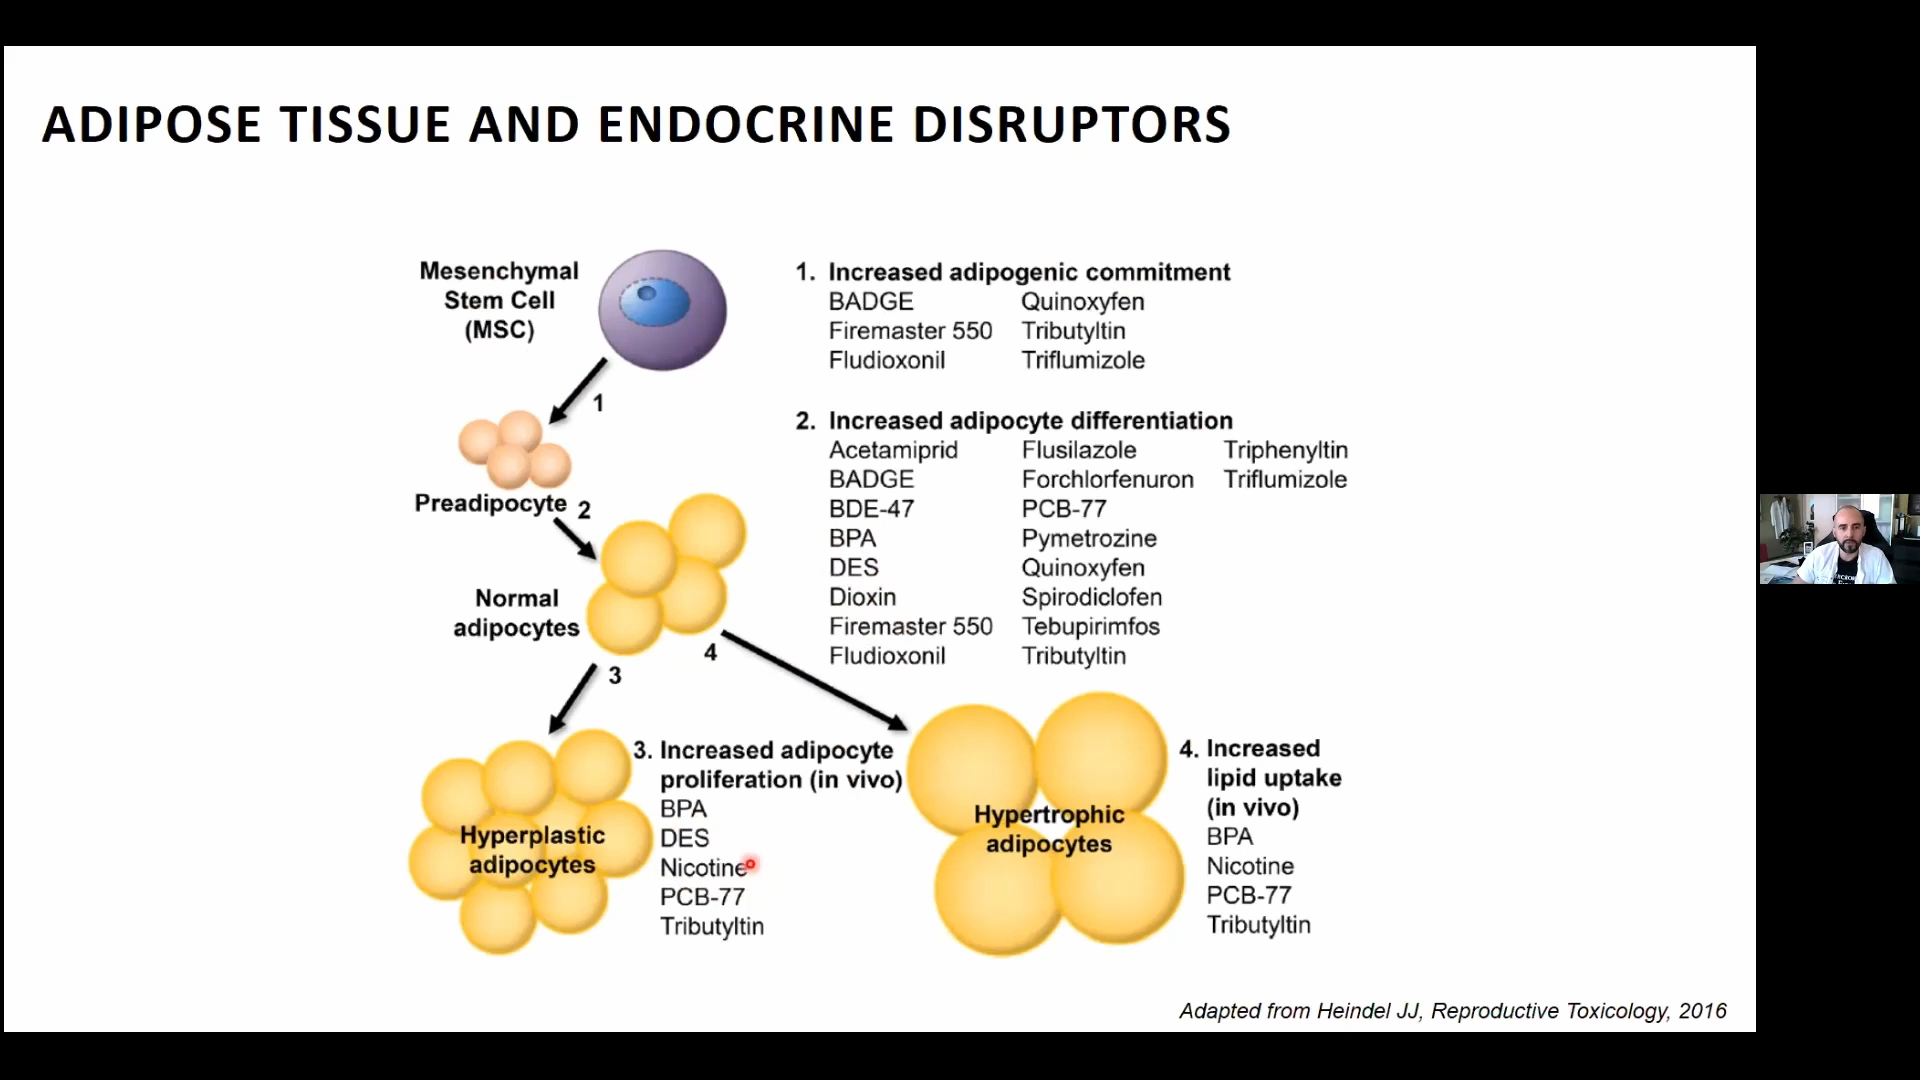 ADIPOSE TISSUE AND ENDOCRINE DISRUPTORS
Mesenchymal
Stem Cell
(MSC)
1
Preadipocyte 2
Normal
adipocytes
3
4
Hyperplastic
adipocytes
Hypertrophic
adipocytes
1. Increased adipogenic commitment
BADGE Quinoxyfen
Firemaster 550 Tributyltin
Fludioxonil Triflumizole
2. Increased adipocyte differentiation
Acetamiprid Flusilazole Triphenyltin
BADGE Forchlorfenuron Triflumizole
BDE-47 PCB-77
BPA Pymetrozine
DES Quinoxyfen
Dioxin Spirodiclofen
Firemaster 550 Tebupirimfos
Fludioxonil Tributyltin
3. Increased adipocyte
proliferation (in vivo)
BPA
DES
Nicotine
PCB-77
Tributyltin
4. Increased
lipid uptake
(in vivo)
BPA
Nicotine
PCB-77
Tributyltin
Adapted from Heindel JJ, Reproductive Toxicology, 2016